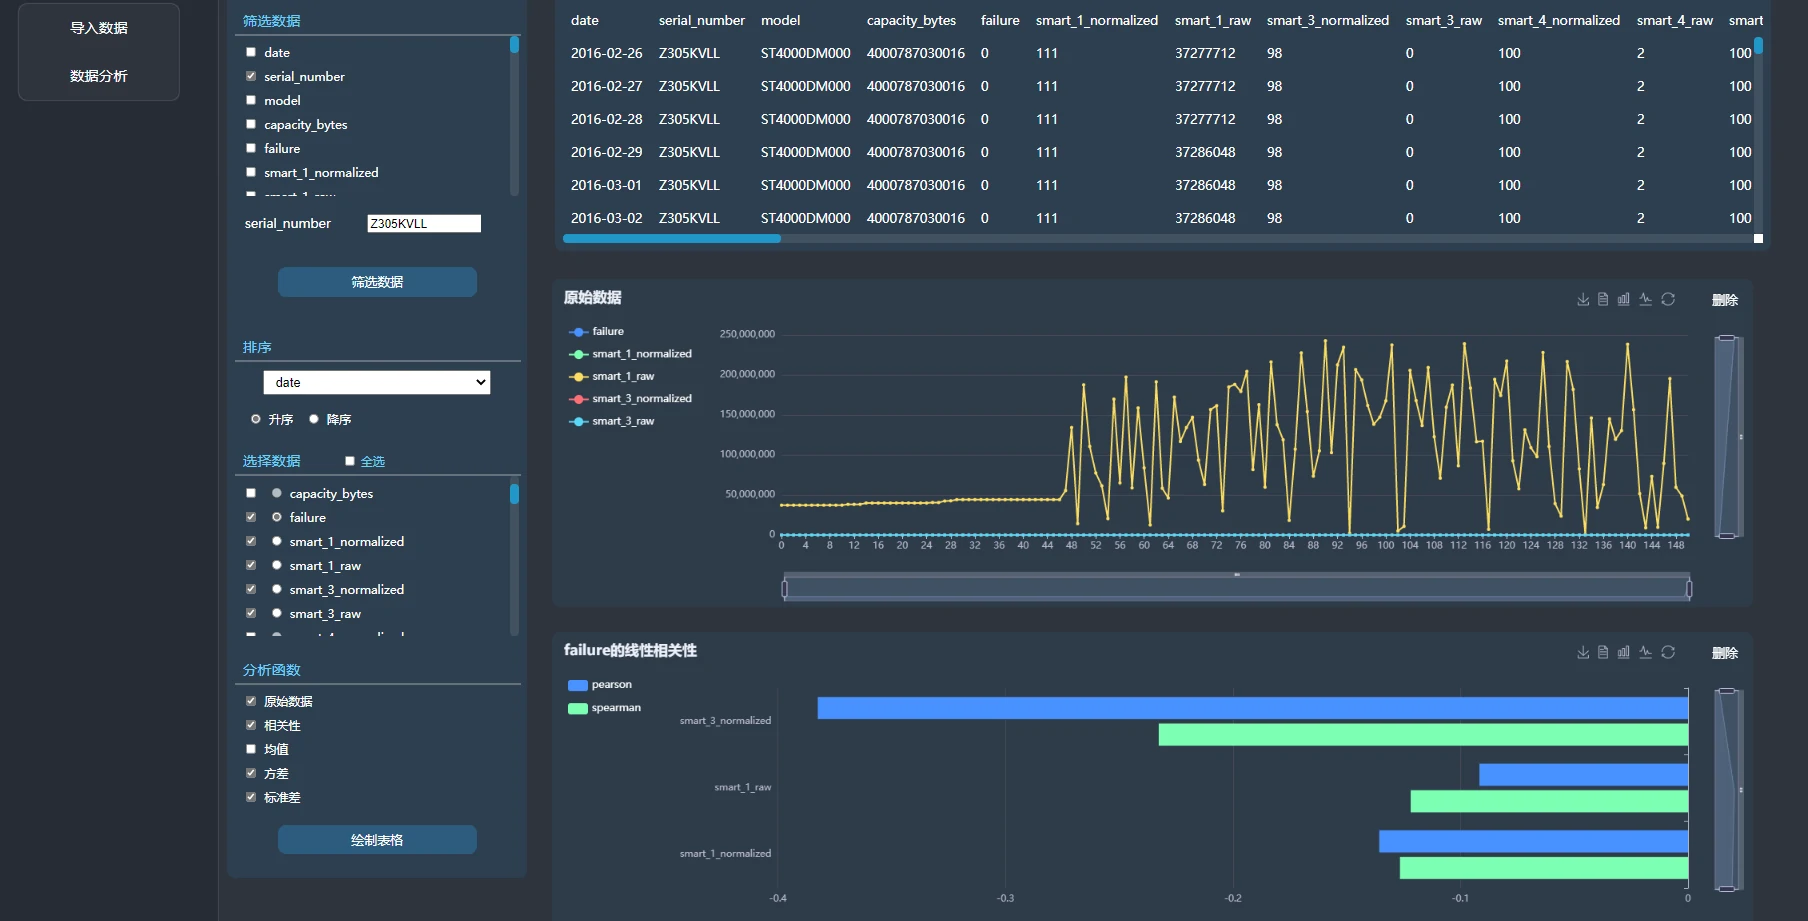 导入数据
数据分析
筛选数据
date
serial_number
model
capacity_bytes
failure
smart_1_normalized
smart_1_raw
serial_number Z305KVLL
筛选数据
排序
date
升序 降序
选择数据 全选
capacity_bytes
failure
smart_1_normalized
smart_1_raw
smart_3_normalized
smart_3_raw
smart_4_normalized
分析函数
原始数据
相关性
均值
方差
标准差
绘制表格
date serial_number model capacity_bytes failure smart_1_normalized smart_1_raw smart_3_normalized smart_3_raw smart_4_normalized smart_4_raw smart
2016-02-26 Z305KVLL ST4000DM000 4000787030016 0 111 37277712 98 0 100 2 100
2016-02-27 Z305KVLL ST4000DM000 4000787030016 0 111 37277712 98 0 100 2 100
2016-02-28 Z305KVLL ST4000DM000 4000787030016 0 111 37277712 98 0 100 2 100
2016-02-29 Z305KVLL ST4000DM000 4000787030016 0 111 37286048 98 0 100 2 100
2016-03-01 Z305KVLL ST4000DM000 4000787030016 0 111 37286048 98 0 100 2 100
2016-03-02 Z305KVLL ST4000DM000 4000787030016 0 111 37286048 98 0 100 2 100
原始数据 删除
failure
smart_1_normalized
smart_1_raw
smart_3_normalized
smart_3_raw
250,000,000
200,000,000
150,000,000
100,000,000
50,000,000
0
0 4 8 12 16 20 24 28 32 36 40 44 48 52 56 60 64 68 72 76 80 84 88 92 96 100 104 108 112 116 120 124 128 132 136 140 144 148
failure的线性相关性 删除
pearson
spearman
smart_3_normalized
smart_1_raw
smart_1_normalized
-0.4 -0.3 -0.2 -0.1 0